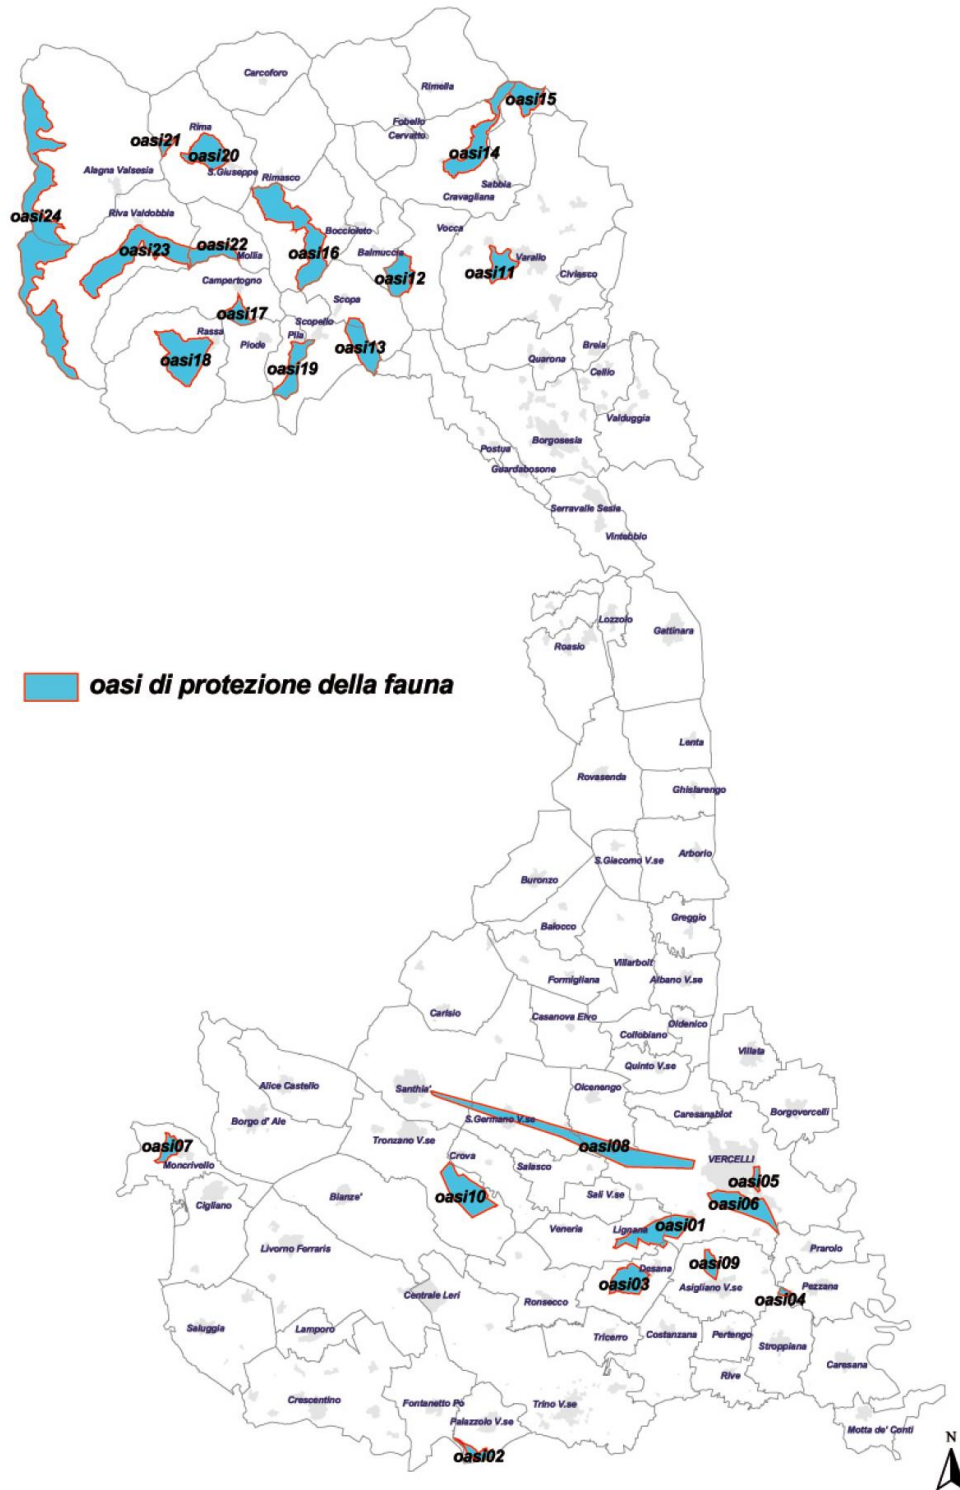 Carcoforo
Rimella
oasi15
Fobello
Cervatto
Rima
oasi21
oasi20
oasi14
S.Giuseppe
Rimasco
Alagna Valsesia
Sabbia
Cravagliana
Riva Valdobbia
oasi24
Vocca
Boccioleto
oasi23
oasi22
Mollia
oasi16
Balmuccia
oasi12
oasi11
Varallo
Civiasco
Campertogno
Scopa
oasi17
Scopello
Pila
Rassa
Piode
oasi13
oasi18
oasi19
Breia
Quarona
Cellio
Valduggia
Borgosesia
Postua
Guardabosone
Serravalle Sesia
Vintebbio
Lozzolo
Gattinara
Roasio
oasi di protezione della fauna
Lenta
Rovasenda
Ghislarengo
S.Giacomo V.se
Arborio
Buronzo
Greggio
Balocco
Villarboit
Formigliana
Albano V.se
Carisio
Casanova Elvo
Oldenico
Collobiano
Villata
Quinto V.se
Alice Castello
Santhia'
Olcenengo
Borgo d' Ale
S.Germano V.se
Caresanablot
Borgovercelli
Tronzano V.se
oasi07
oasi08
Crova
VERCELLI
Moncrivello
Salasco
oasi05
Cigliano
Bianze'
oasi10
Sali V.se
oasi06
Veneria
Lignana
oasi01
Livorno Ferraris
Prarolo
Desana
oasi09
oasi03
Asigliano V.se
Pezzana
Centrale Leri
Ronsecco
oasi04
Saluggia
Lamporo
Tricerro
Costanzana
Pertengo
Stroppiana
Caresana
Rive
Crescentino
Fontanetto Po
Trino V.se
Palazzolo V.se
Motta de' Conti
oasi02
N